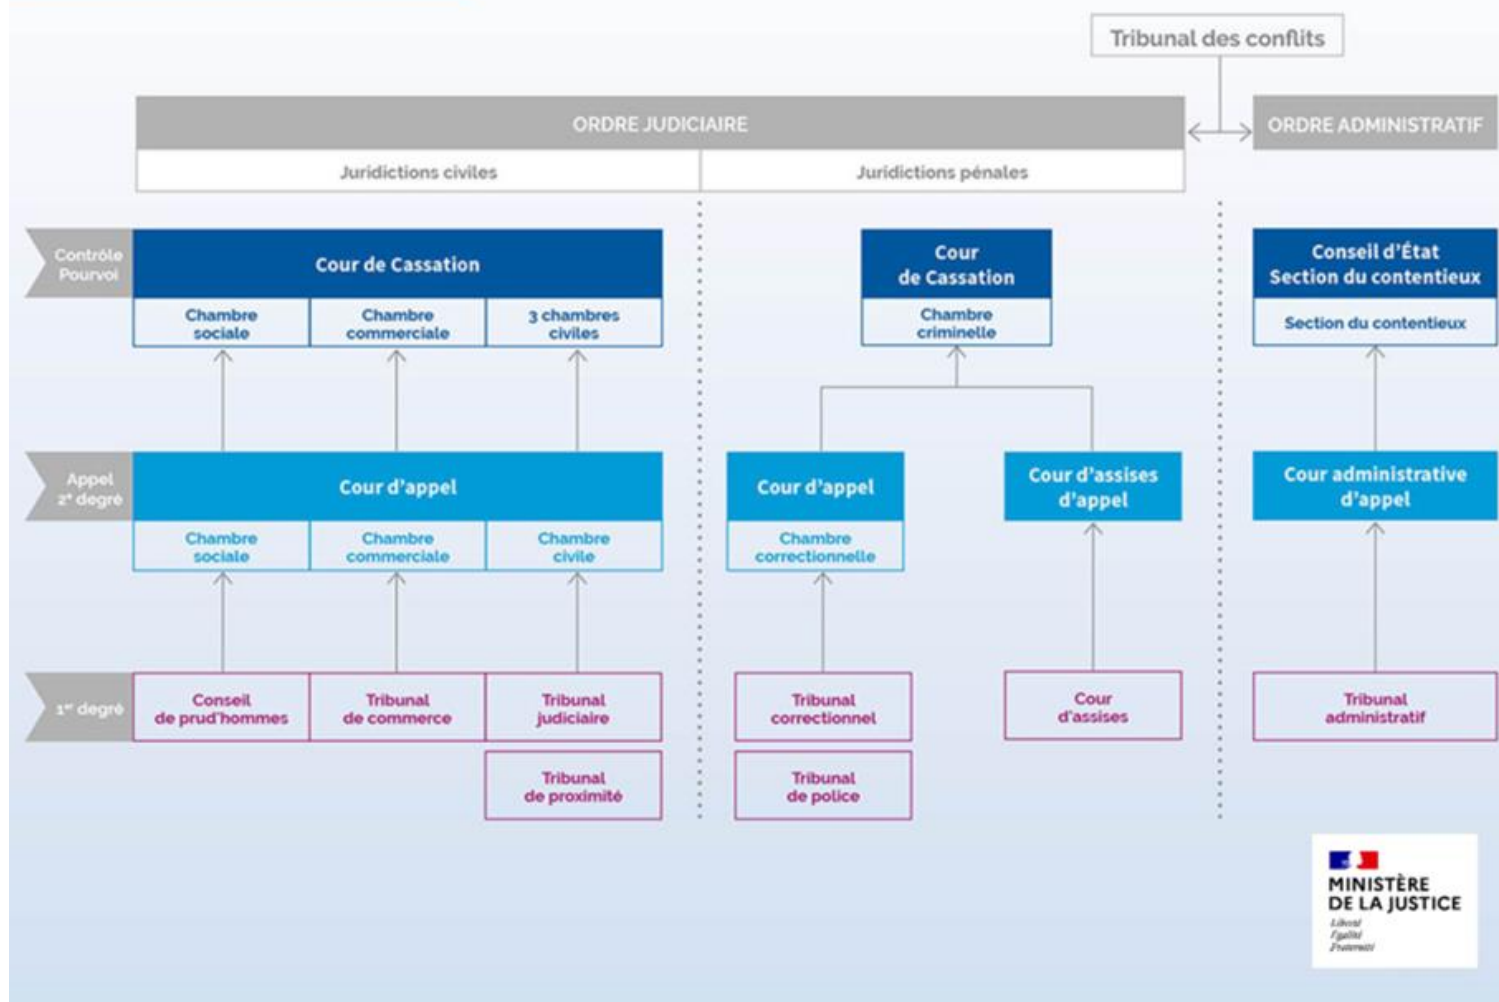 Tribunal des conflits
ORDRE JUDICIAIRE
ORDRE ADMINISTRATIF
Juridictions civiles
Juridictions pénales
Contrôle
Pourvoi
Cour de Cassation
Cour
de Cassation
Conseil d'État
Section du contentieux
Chambre
sociale
Chambre
commerciale
3 chambres
civiles
Chambre
criminelle
Section du contentieux
Appel
2e degré
Cour d'appel
Cour d'appel
Cour d'assises
d'appel
Cour administrative
d'appel
Chambre
sociale
Chambre
commerciale
Chambre
civile
Chambre
correctionnelle
1er degré
Conseil
de prud'hommes
Tribunal
de commerce
Tribunal
judiciaire
Tribunal
correctionnel
Cour
d'assises
Tribunal
administratif
Tribunal
de proximité
Tribunal
de police
MINISTÈRE
DE LA JUSTICE
Liberté
Égalité
Fraternité